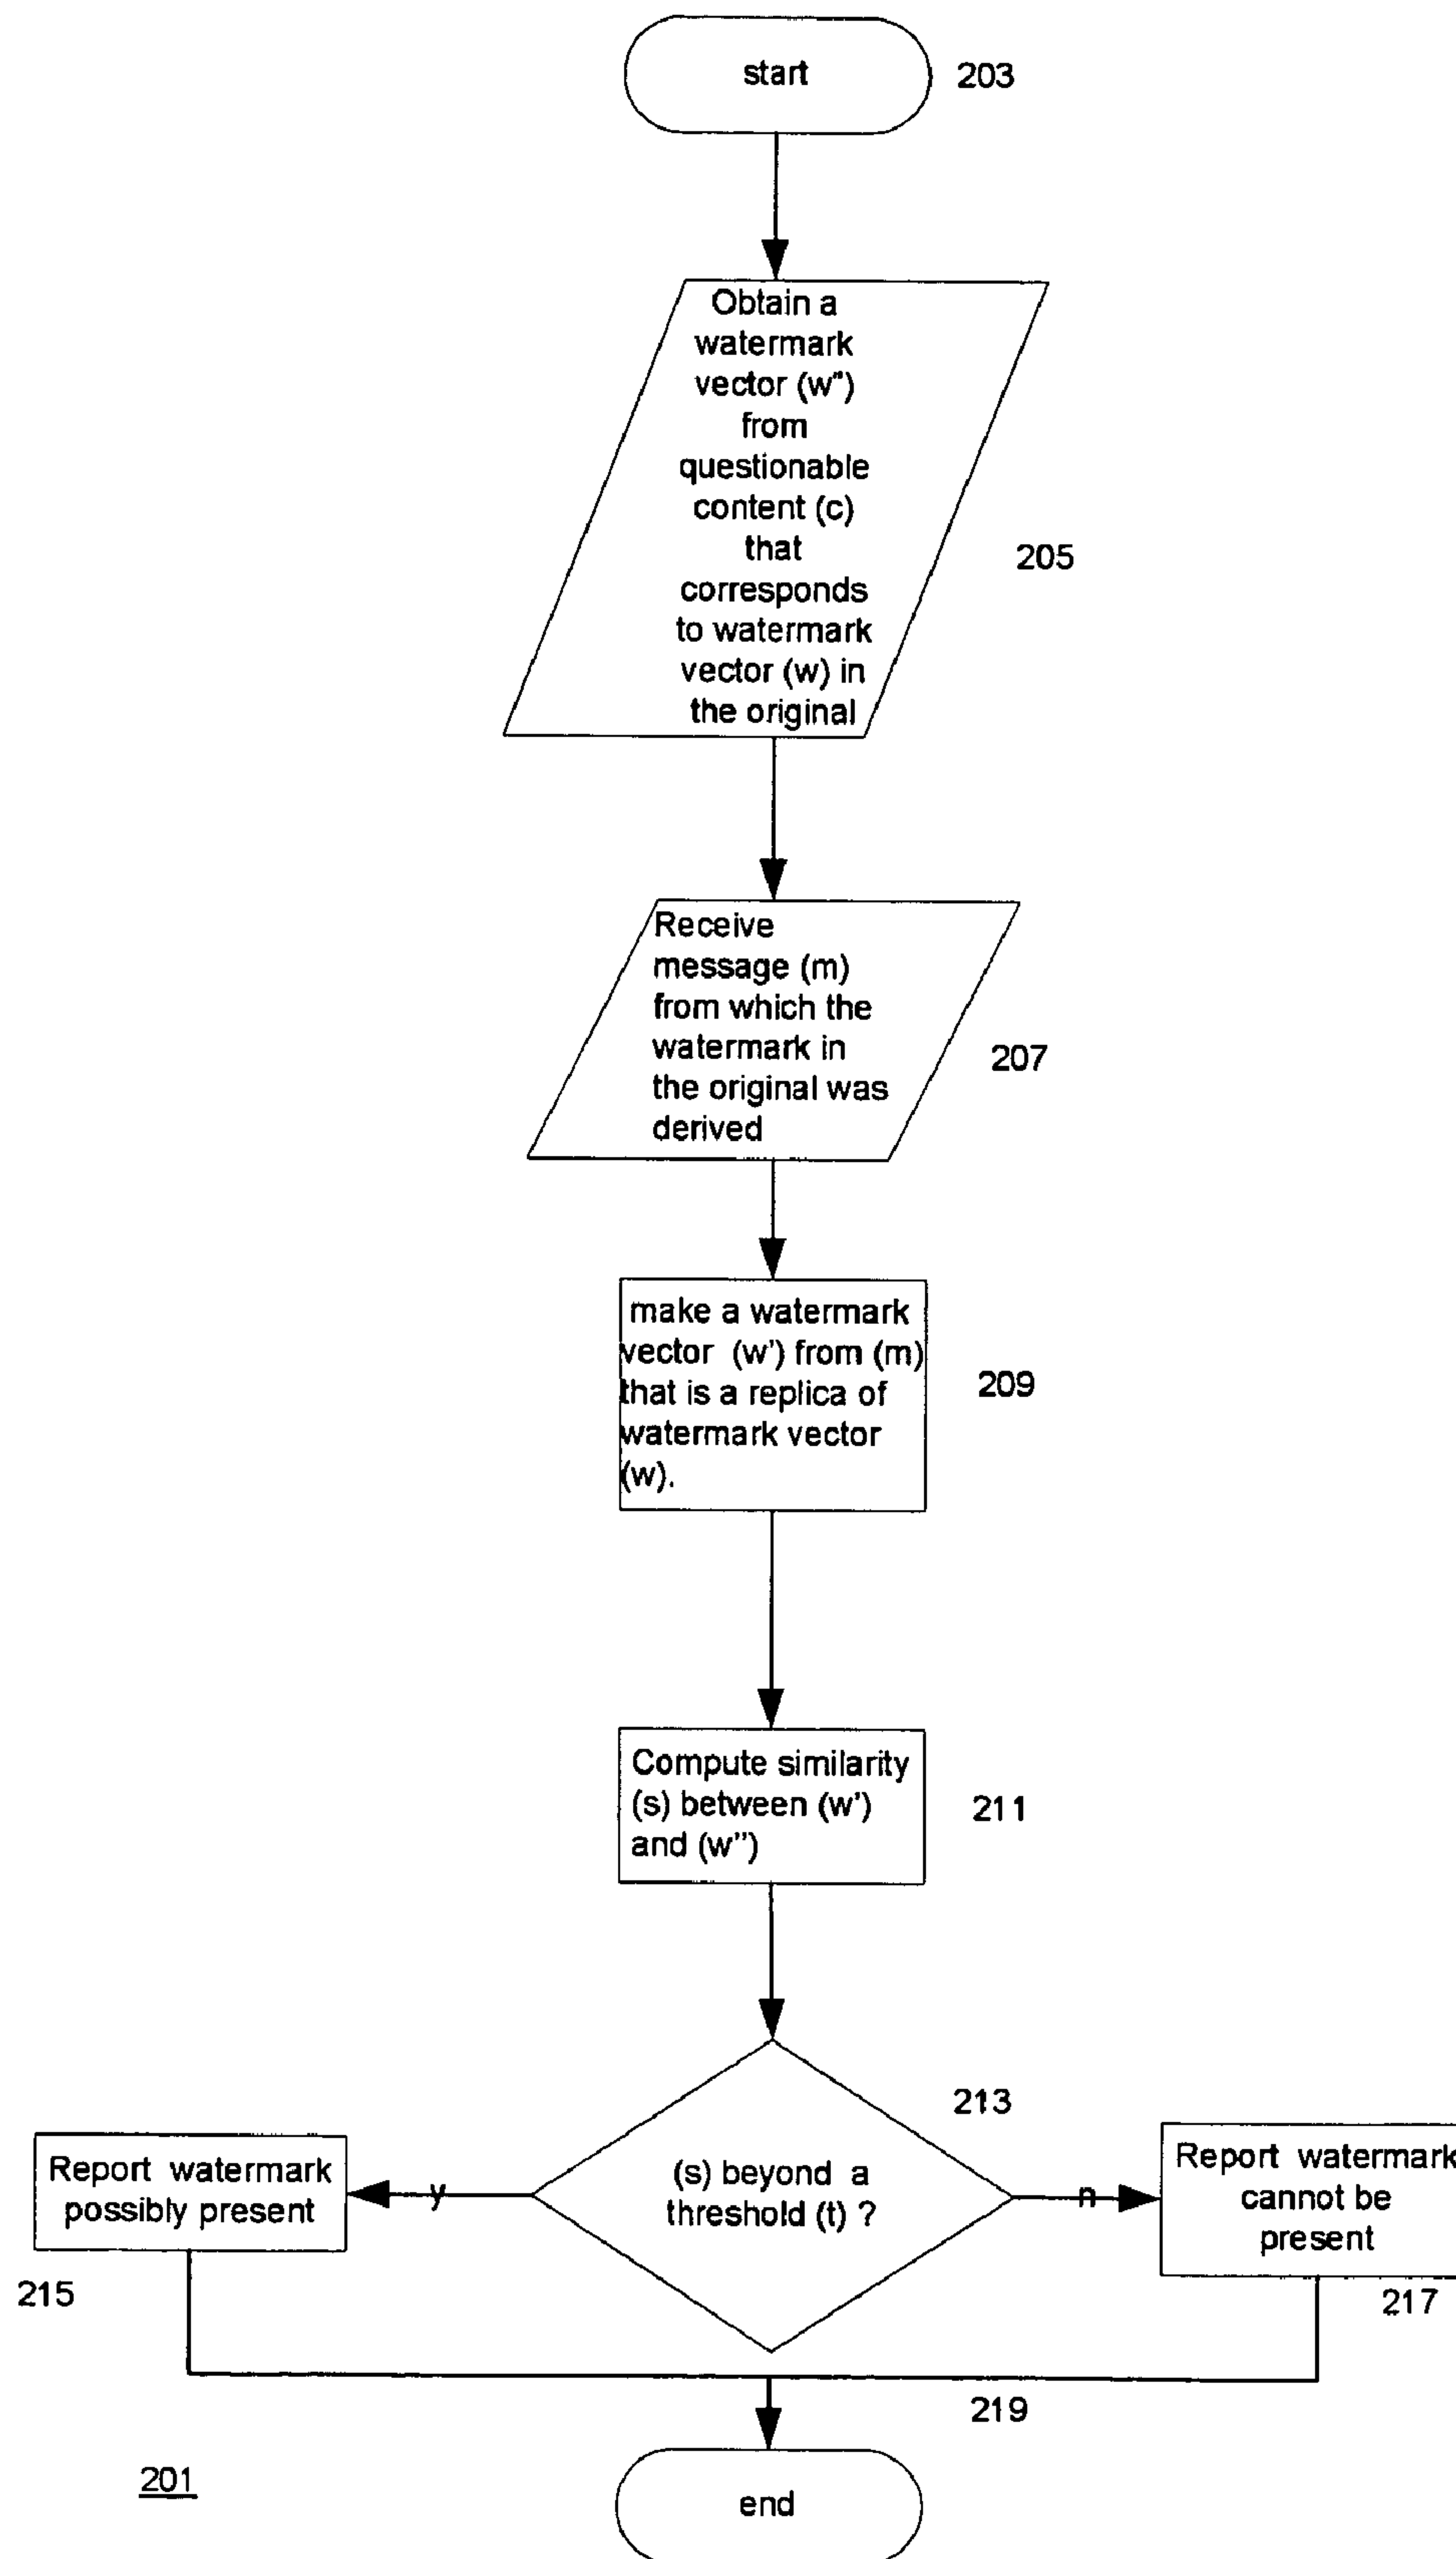 start
203
Obtain a
watermark
vector (w")
from
questionable
content (c)
that
corresponds
to watermark
vector (w) in
the original
205
Receive
message (m)
from which the
watermark in
the original was
derived
207
make a watermark
vector (w') from (m)
that is a replica of
watermark vector
(w).
209
Compute similarity
(s) between (w')
and (w'')
211
213
(s) beyond a
threshold (t) ?
y
n
Report watermark
possibly present
215
Report watermark
cannot be
present
217
219
201
end